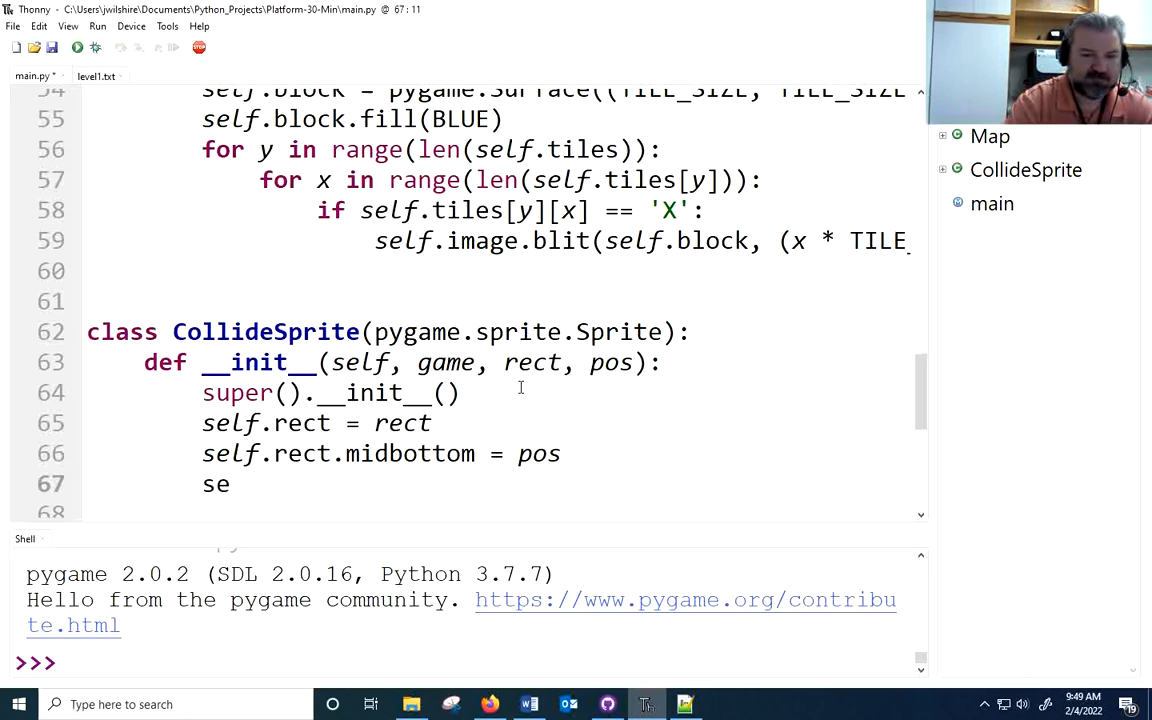 Thonny - C:\Users\jwilshire\Documents\Python_Projects\Platform-30-Min\main.py @ 67 : 11
File Edit View Run Device Tools Help
STOP
main.py * level1.txt
54 self.block = pygame.Surface((TILE_SIZE, TILE_SIZE
55 self.block.fill(BLUE)
56 for y in range(len(self.tiles)):
57 for x in range(len(self.tiles[y])):
58 if self.tiles[y][x] == 'X':
59 self.image.blit(self.block, (x * TILE_
60
61
62 class CollideSprite(pygame.sprite.Sprite):
63 def __init__(self, game, rect, pos):
64 super().__init__()
65 self.rect = rect
66 self.rect.midbottom = pos
67 se
68
Map
CollideSprite
main
Shell
pygame 2.0.2 (SDL 2.0.16, Python 3.7.7)
Hello from the pygame community. https://www.pygame.org/contribu
te.html
>>>
Type here to search
9:49 AM
2/4/2022
19